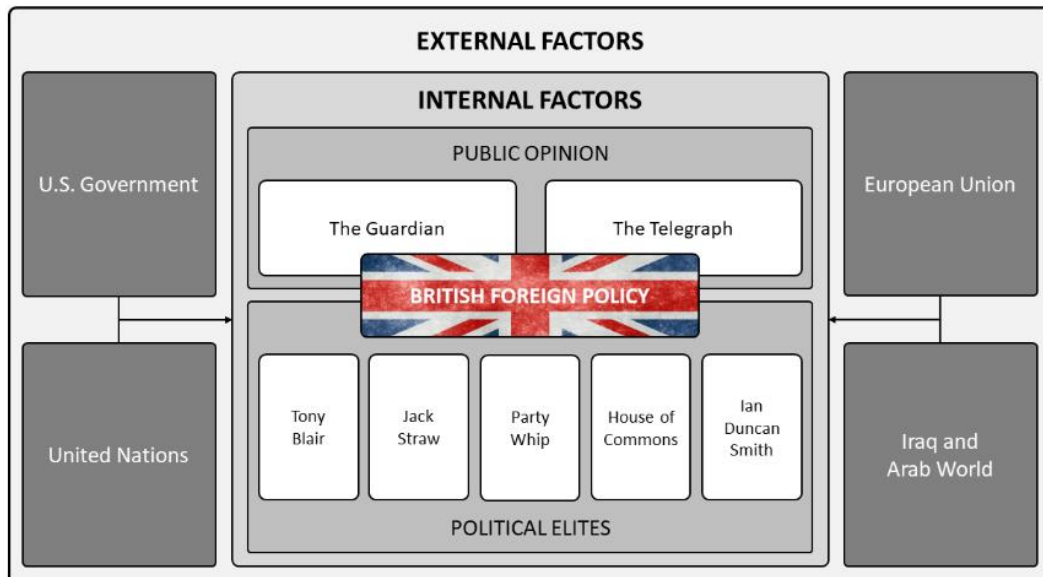 EXTERNAL FACTORS
U.S. Government
United Nations
INTERNAL FACTORS
PUBLIC OPINION
The Guardian
The Telegraph
BRITISH FOREIGN POLICY
Tony
Blair
Jack
Straw
Party
Whip
House of
Commons
Ian
Duncan
Smith
POLITICAL ELITES
European Union
Iraq and
Arab World